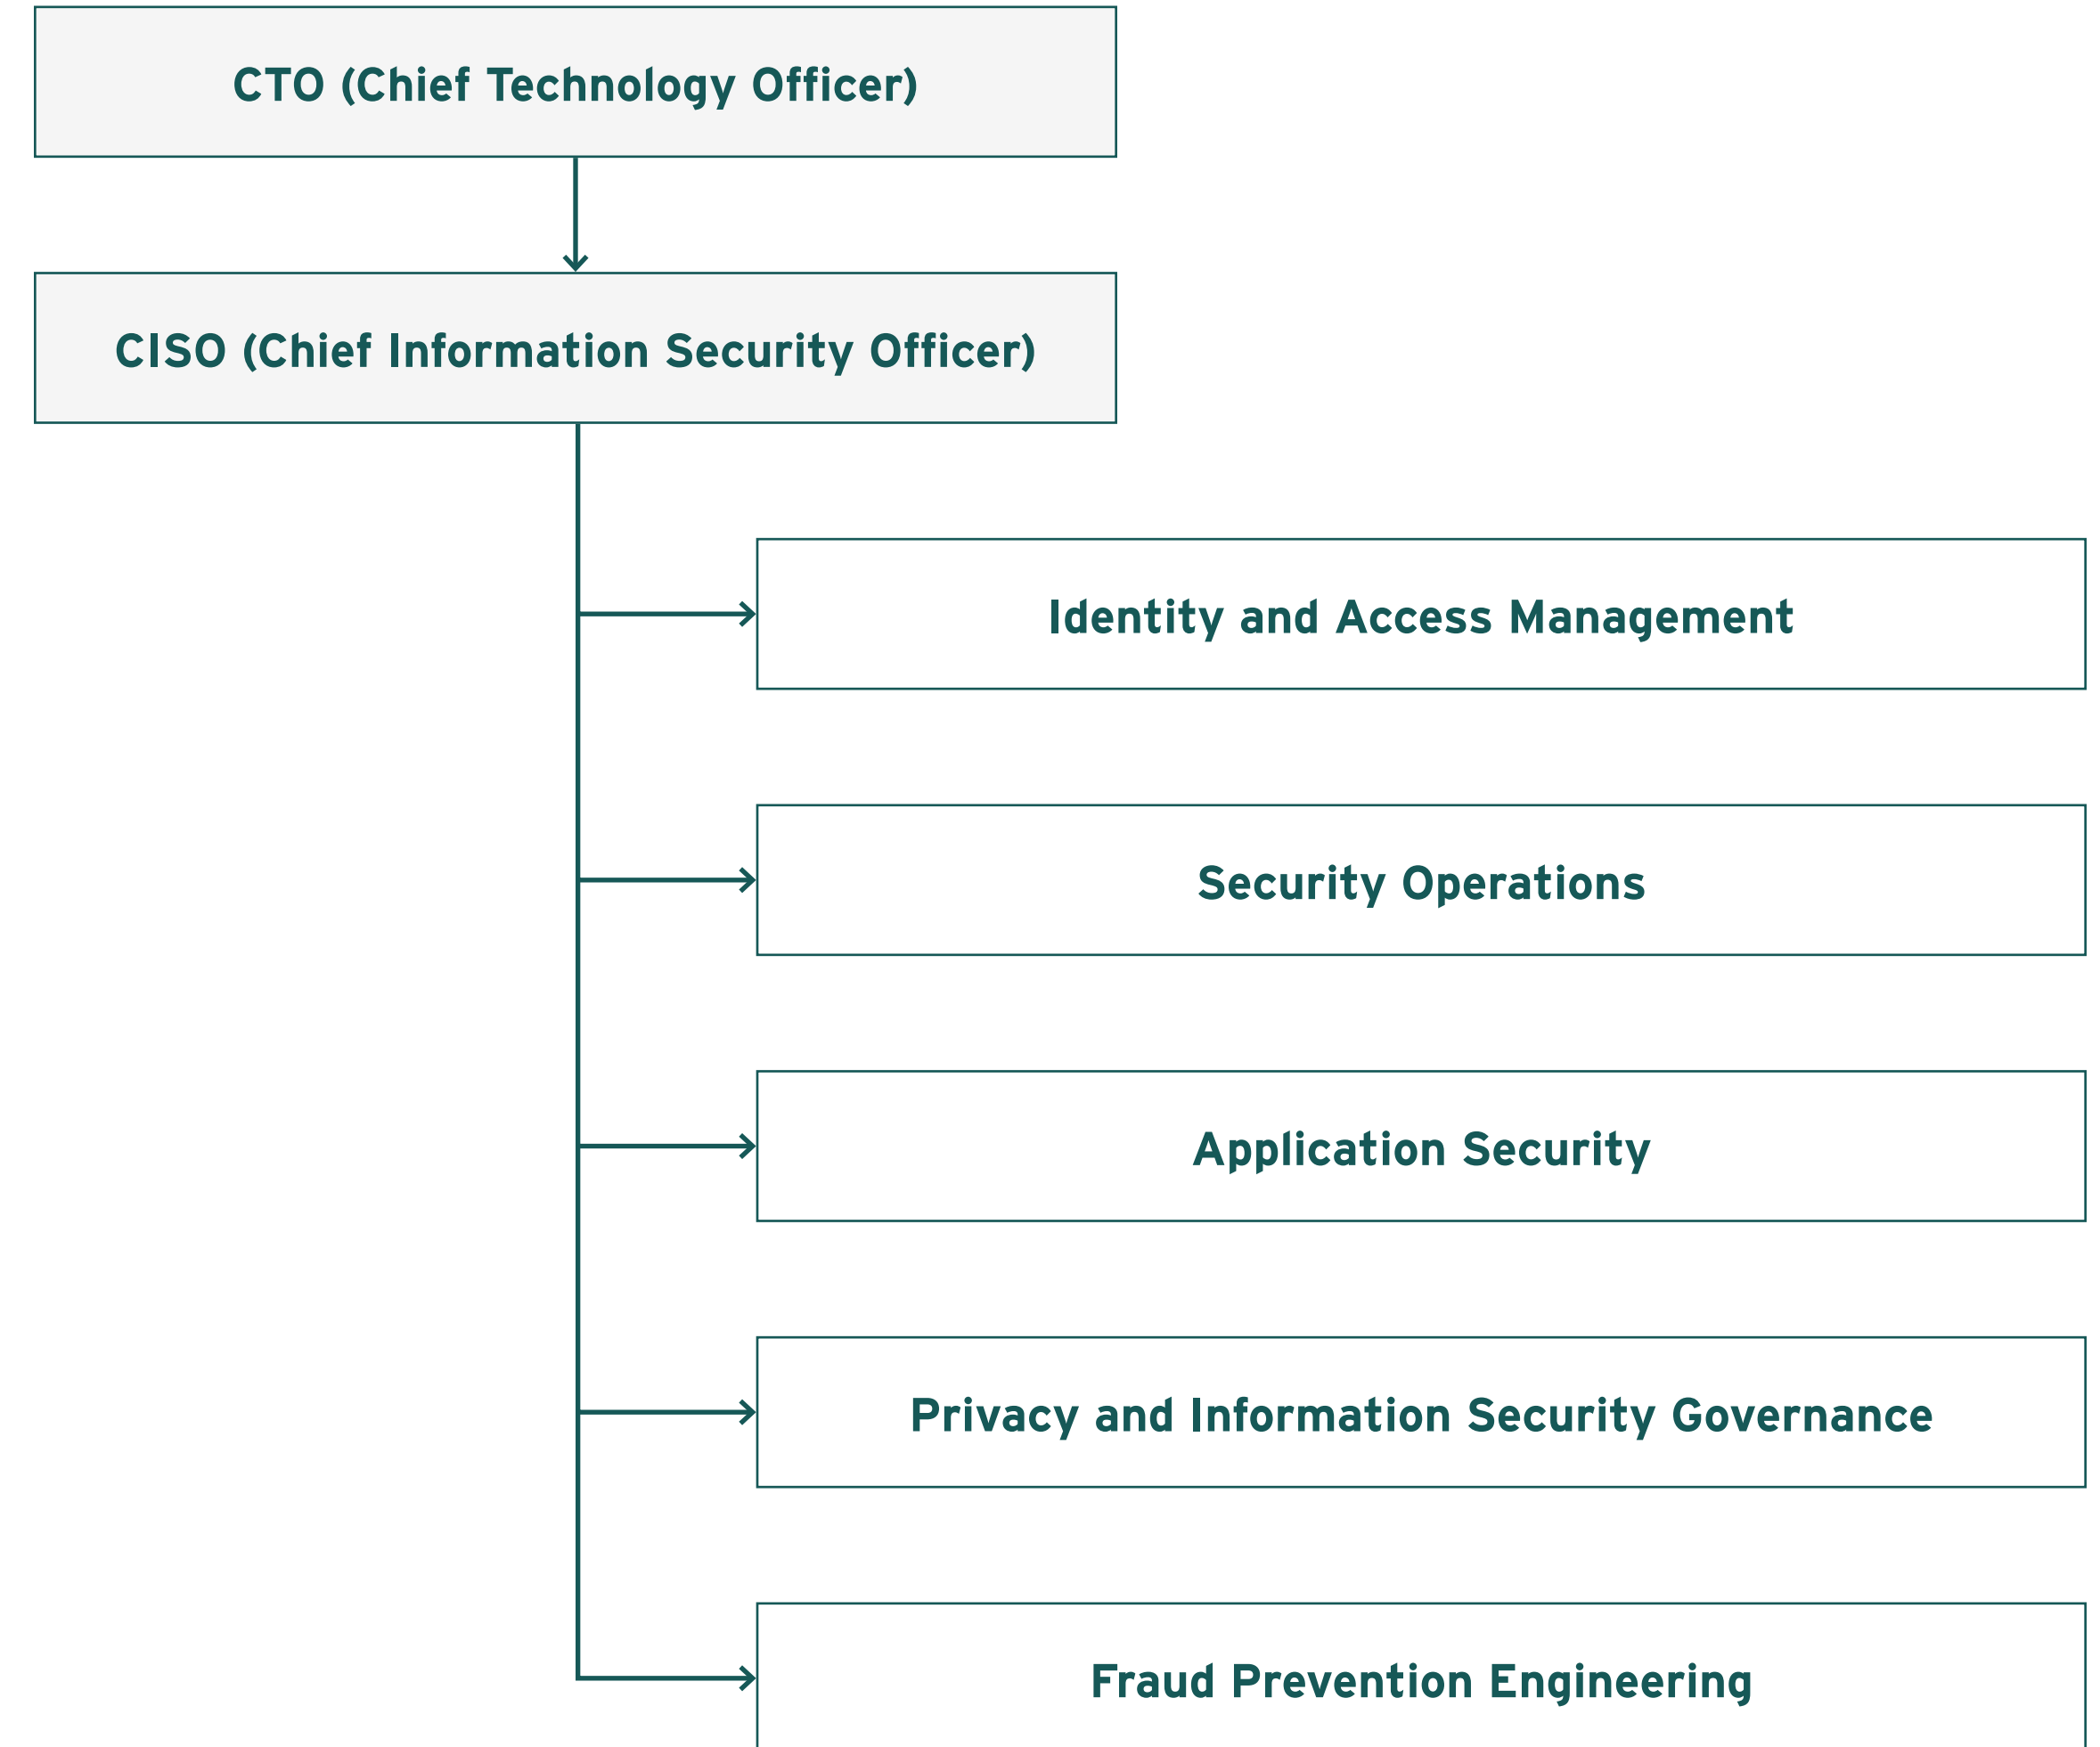 CTO (Chief Technology Officer)
CISO (Chief Information Security Officer)
Identity and Access Management
Security Operations
Application Security
Privacy and Information Security Governance
Fraud Prevention Engineering